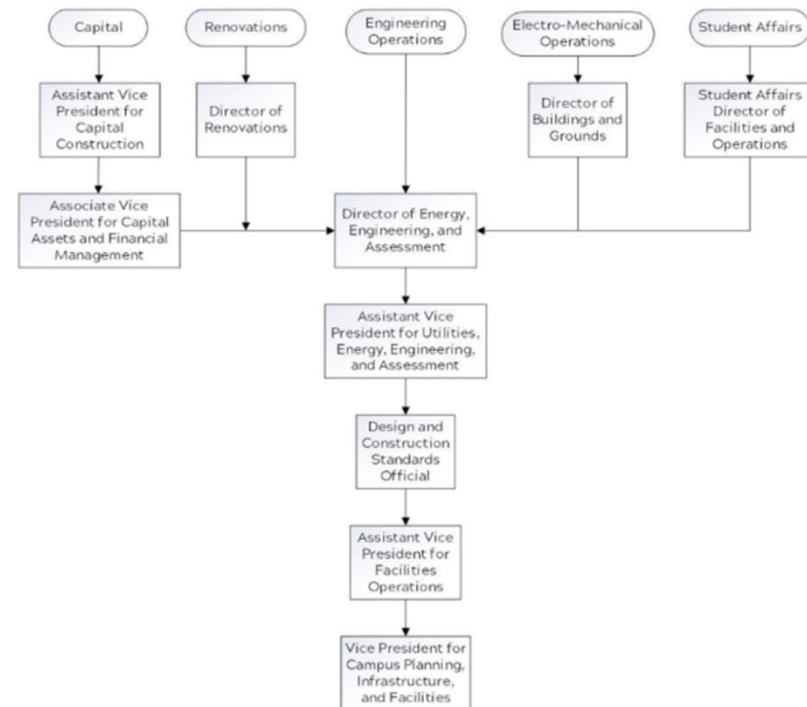 Capital
Renovations
Engineering
Operations
Electro-Mechanical
Operations
Student Affairs
Assistant Vice
President for
Capital
Construction
Director of
Renovations
Director of
Buildings and
Grounds
Student Affairs
Director of
Facilities and
Operations
Associate Vice
President for Capital
Assets and Financial
Management
Director of Energy,
Engineering, and
Assessment
Assistant Vice
President for Utilities,
Energy, Engineering,
and Assessment
Design and
Construction
Standards
Official
Assistant Vice
President for
Facilities
Operations
Vice President for
Campus Planning,
Infrastructure,
and Facilities